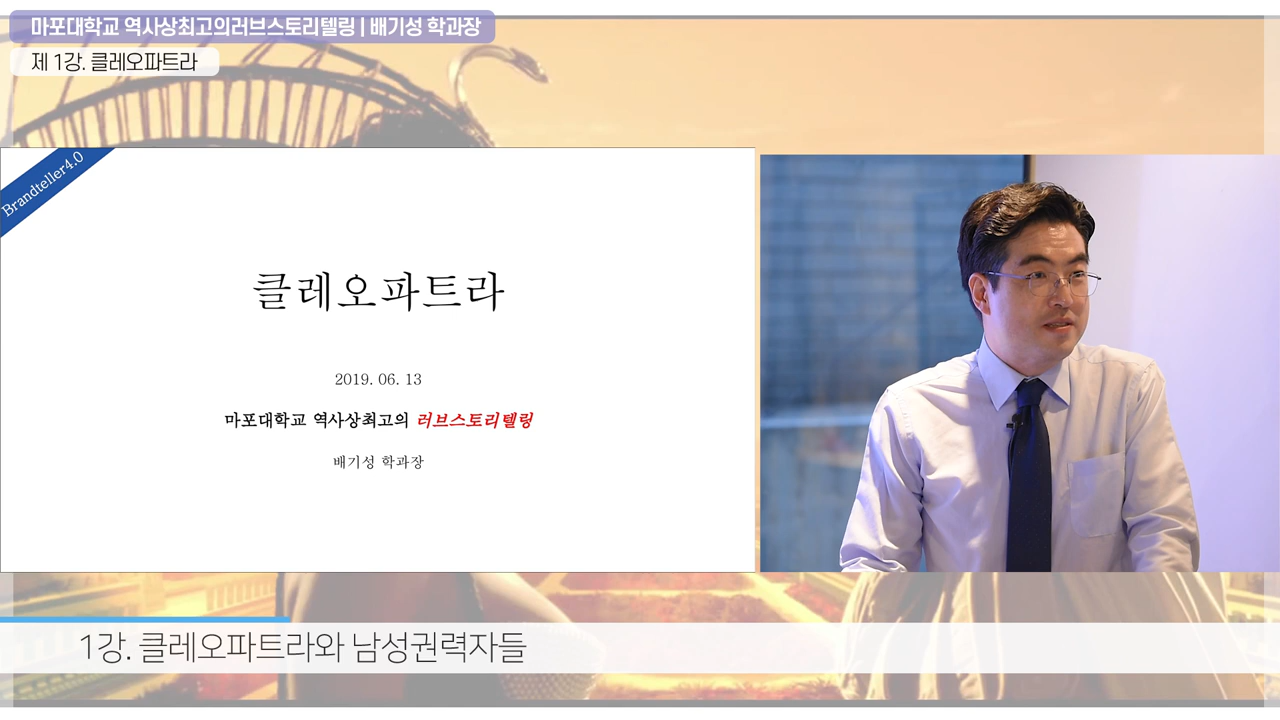 마포대학교 역사상최고의러브스토리텔링 | 배기성 학과장
제 1강. 클레오파트라
Brandteller4.0
클레오파트라
2019. 06. 13
마포대학교 역사상최고의 러브스토리텔링
배기성 학과장
1강. 클레오파트라와 남성권력자들